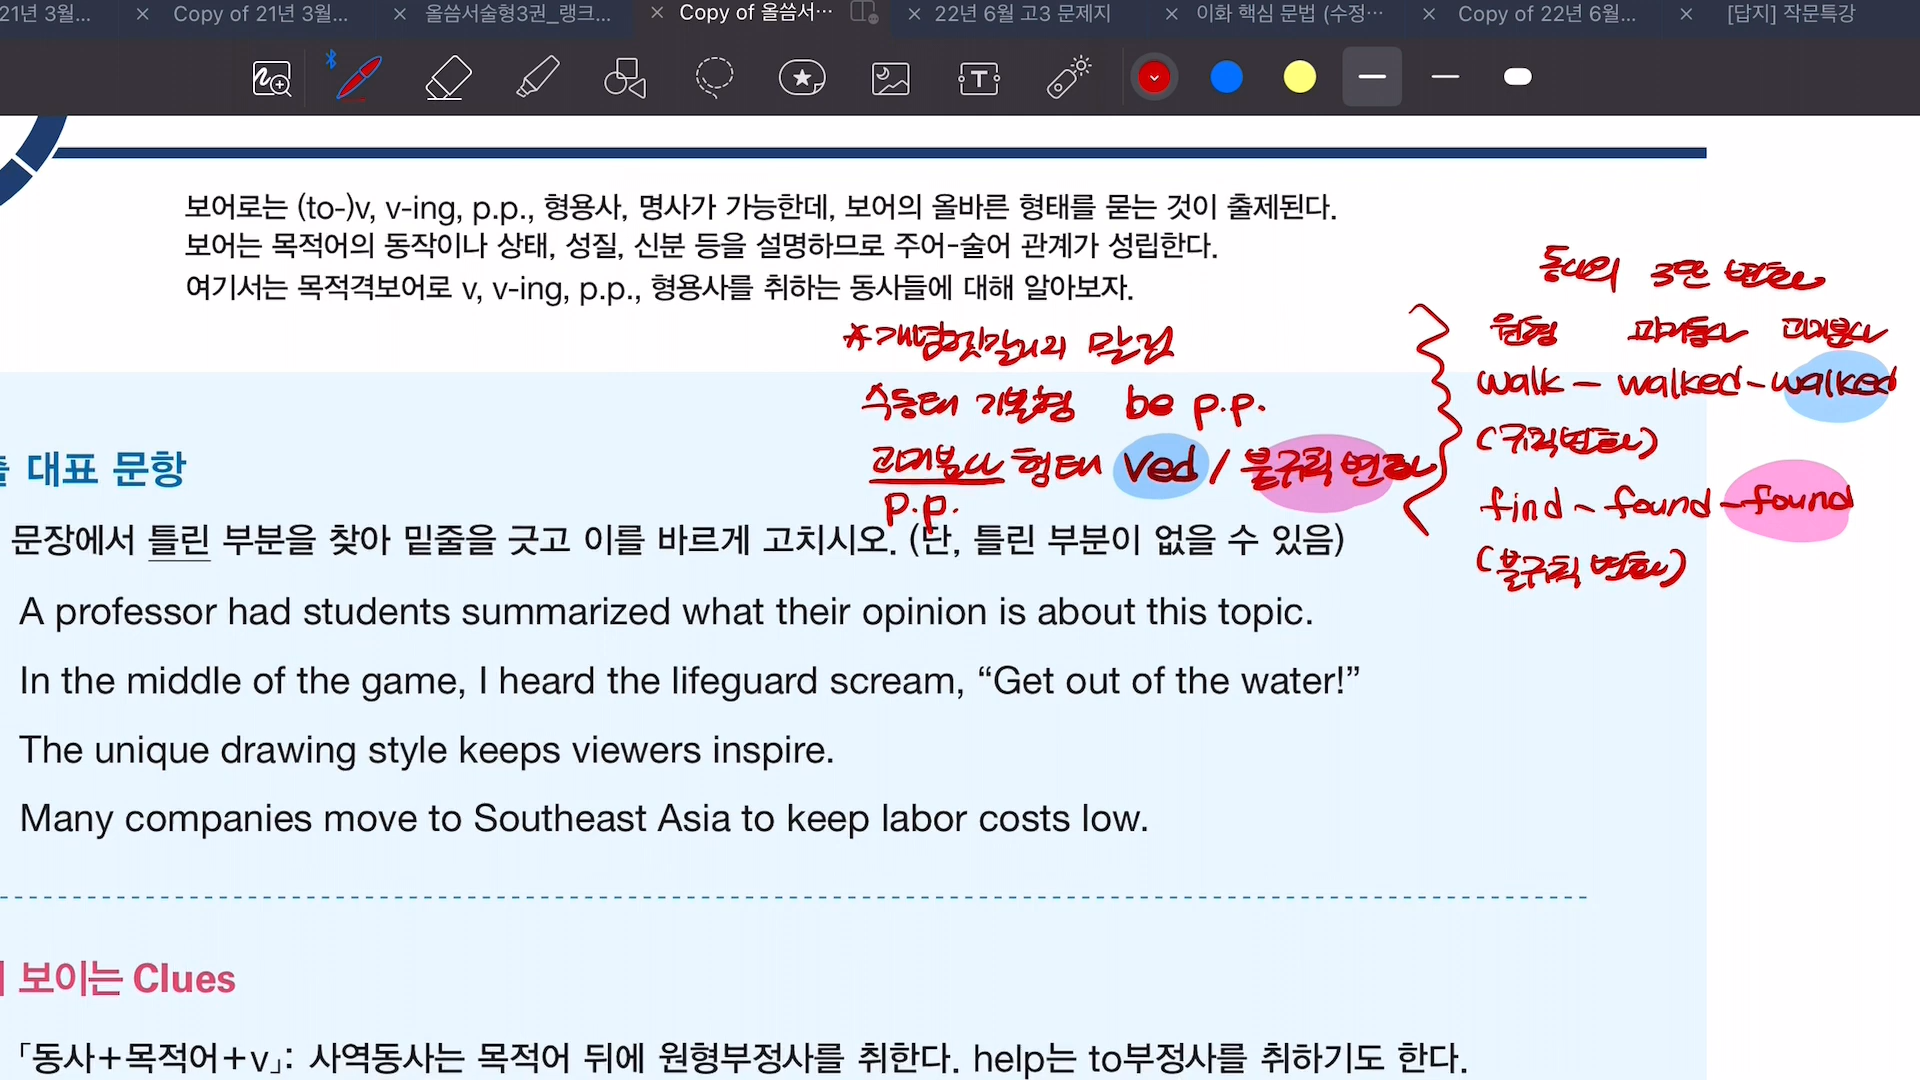 21년 3월... × Copy of 21년 3월... × 올씀서술형3권_랭크... × Copy of 올씀서... × 22년 6월 고3 문제지 × 이화 핵심 문법 (수정... × Copy of 22년 6월... × [답지] 작문특강
보어로는 (to-)v, v-ing, p.p., 형용사, 명사가 가능한데, 보어의 올바른 형태를 묻는 것이 출제된다.
보어는 목적어의 동작이나 상태, 성질, 신분 등을 설명하므로 주어-술어 관계가 성립한다.
여기서는 목적격보어로 v, v-ing, p.p., 형용사를 취하는 동사들에 대해 알아보자.
동사의 3단 변화
원형 과거동사 과거분사
walk - walked - walked
(규칙변화)
find - found - found
(불규칙 변화)
*개념헷갈리지 말것
수동태 기본형 be p.p.
과거분사 형태 Ved / 불규칙 변화
p.p.
출 대표 문항
문장에서 틀린 부분을 찾아 밑줄을 긋고 이를 바르게 고치시오. (단, 틀린 부분이 없을 수 있음)
A professor had students summarized what their opinion is about this topic.
In the middle of the game, I heard the lifeguard scream, “Get out of the water!”
The unique drawing style keeps viewers inspire.
Many companies move to Southeast Asia to keep labor costs low.
보이는 Clues
「동사+목적어+v」: 사역동사는 목적어 뒤에 원형부정사를 취한다. help는 to부정사를 취하기도 한다.